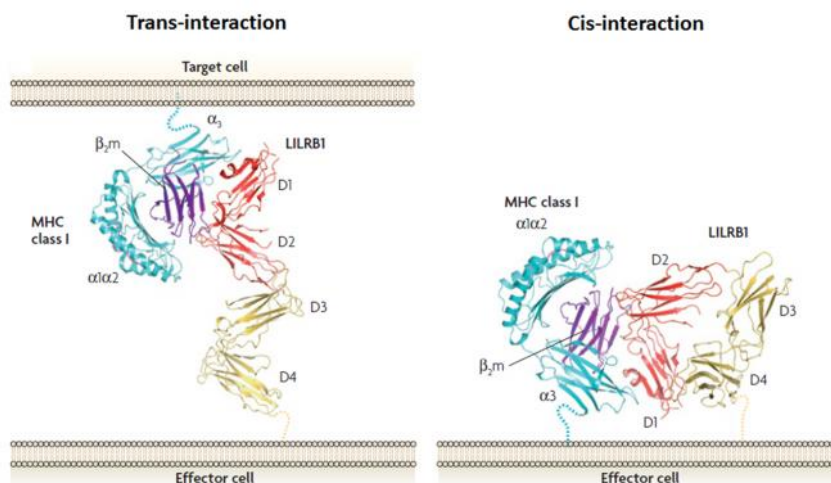 Trans-interaction
Target cell
α3
β2m
LILRB1
D1
MHC
class I
D2
α1α2
D3
D4
Effector cell
Cis-interaction
MHC class I
α1α2
LILRB1
D2
D3
β2m
D4
α3
D1
Effector cell